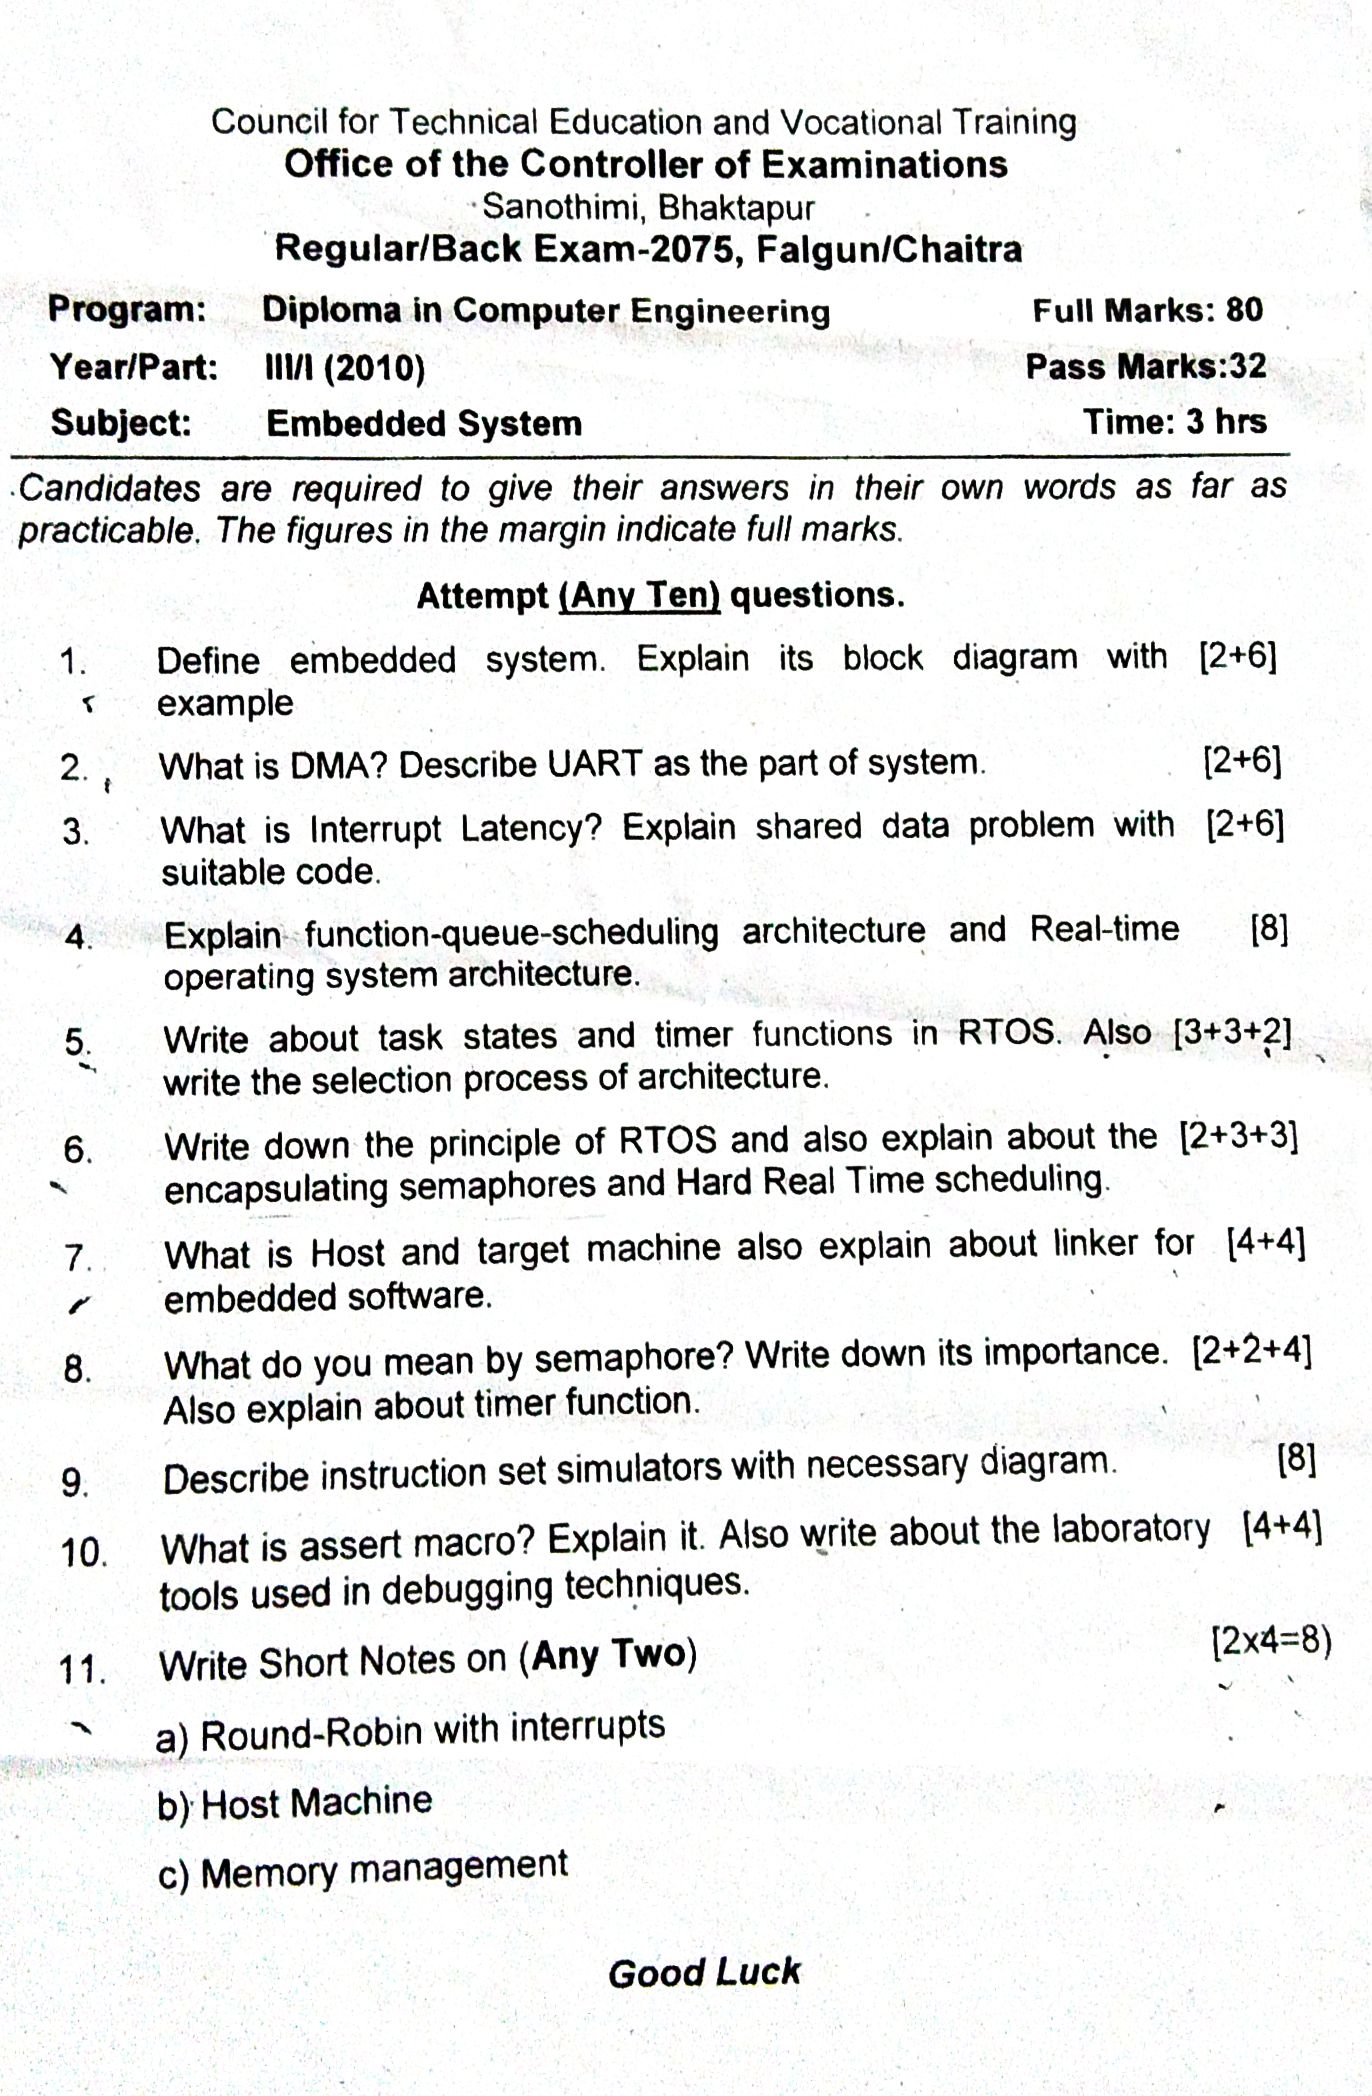 Council for Technical Education and Vocational Training
Office of the Controller of Examinations
Sanothimi, Bhaktapur
Regular/Back Exam-2075, Falgun/Chaitra
Program: Diploma in Computer Engineering Full Marks: 80
Year/Part: III/I (2010) Pass Marks:32
Subject: Embedded System Time: 3 hrs
Candidates are required to give their answers in their own words as far as
practicable. The figures in the margin indicate full marks.
Attempt (Any Ten) questions.
1. Define embedded system. Explain its block diagram with [2+6]
example
2. What is DMA? Describe UART as the part of system. [2+6]
3. What is Interrupt Latency? Explain shared data problem with [2+6]
suitable code.
4. Explain function-queue-scheduling architecture and Real-time [8]
operating system architecture.
5. Write about task states and timer functions in RTOS. Also [3+3+2]
write the selection process of architecture.
6. Write down the principle of RTOS and also explain about the [2+3+3]
encapsulating semaphores and Hard Real Time scheduling.
7. What is Host and target machine also explain about linker for [4+4]
embedded software.
8. What do you mean by semaphore? Write down its importance. [2+2+4]
Also explain about timer function.
9. Describe instruction set simulators with necessary diagram. [8]
10. What is assert macro? Explain it. Also write about the laboratory [4+4]
tools used in debugging techniques.
11. Write Short Notes on (Any Two) [2x4=8)
a) Round-Robin with interrupts
b) Host Machine
c) Memory management
Good Luck